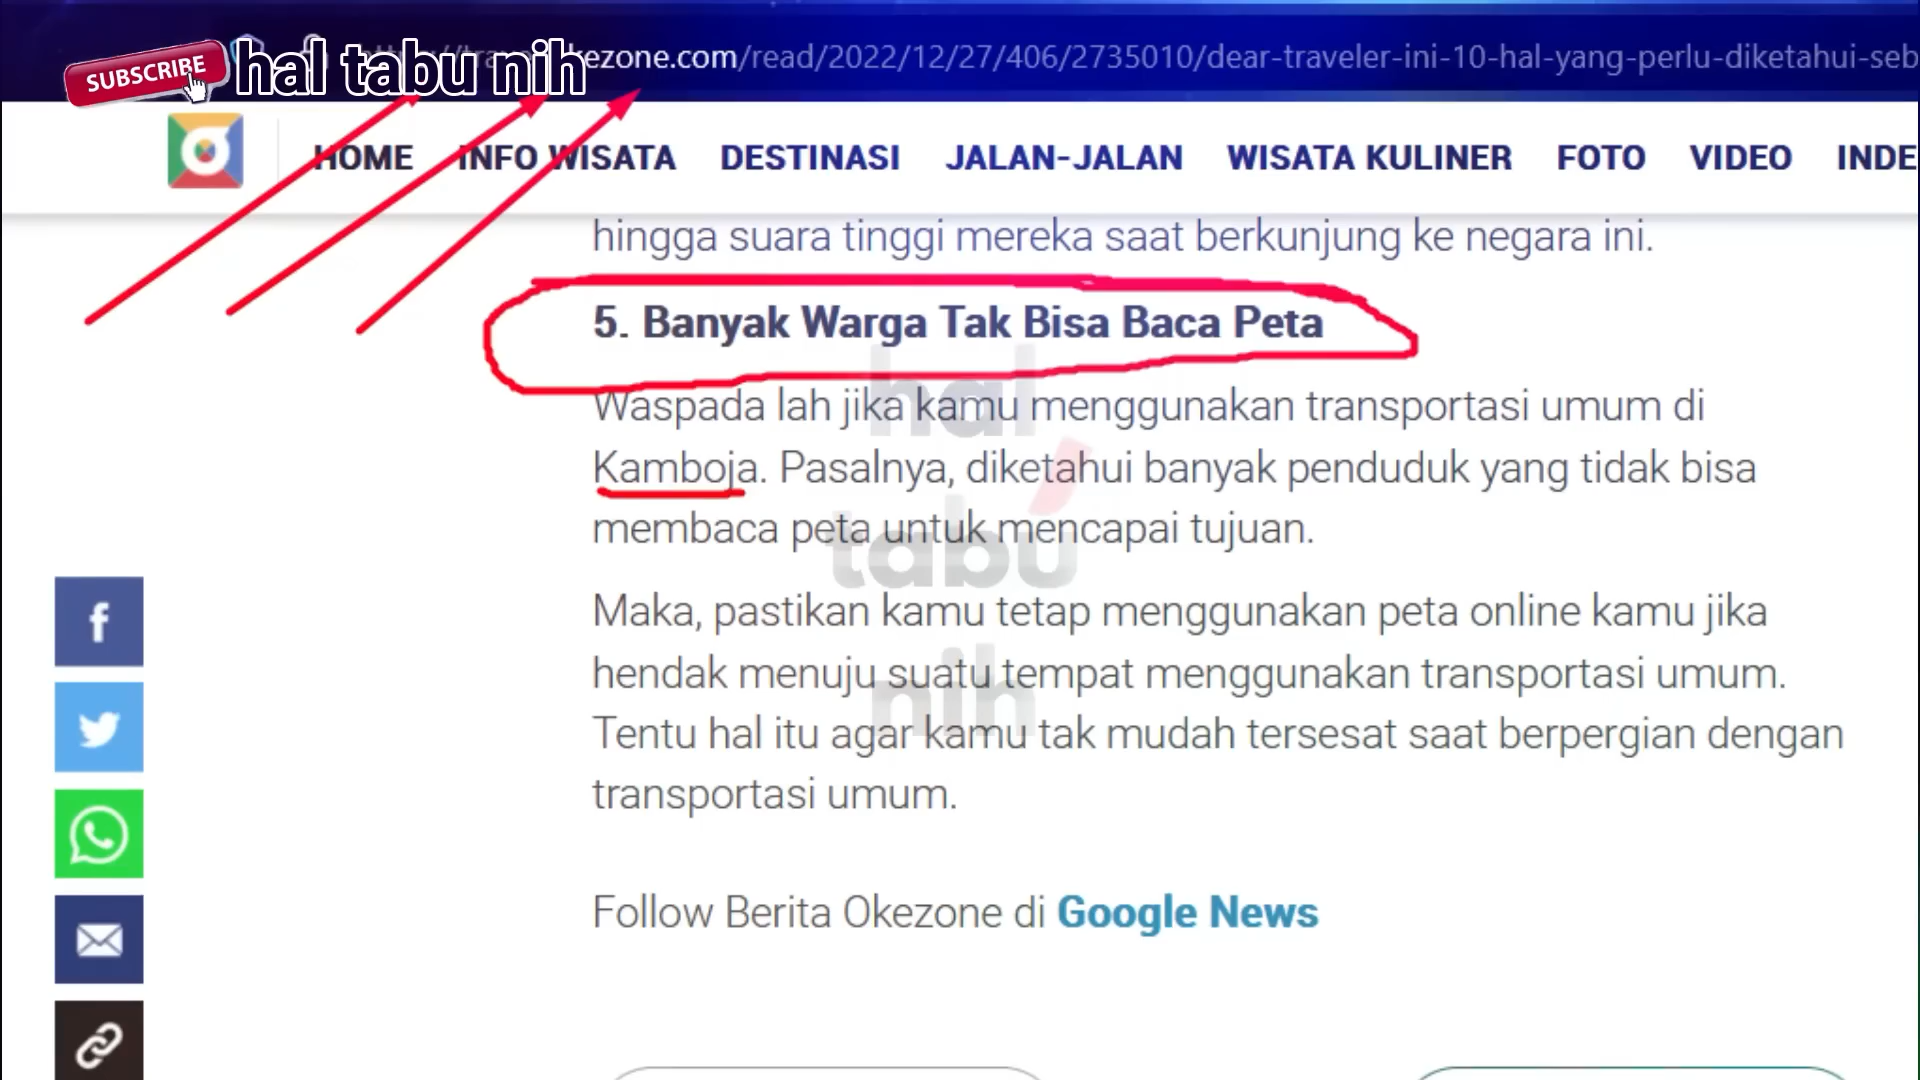 SUBSCRIBE
hal tabu nih
ezone.com/read/2022/12/27/406/2735010/dear-traveler-ini-10-hal-yang-perlu-diketahui-seb
HOME INFO WISATA DESTINASI JALAN-JALAN WISATA KULINER FOTO VIDEO INDE
hingga suara tinggi mereka saat berkunjung ke negara ini.
5. Banyak Warga Tak Bisa Baca Peta
Waspada lah jika kamu menggunakan transportasi umum di
Kamboja. Pasalnya, diketahui banyak penduduk yang tidak bisa
membaca peta untuk mencapai tujuan.
Maka, pastikan kamu tetap menggunakan peta online kamu jika
hendak menuju suatu tempat menggunakan transportasi umum.
Tentu hal itu agar kamu tak mudah tersesat saat berpergian dengan
transportasi umum.
Follow Berita Okezone di Google News
hal
tabu
nih